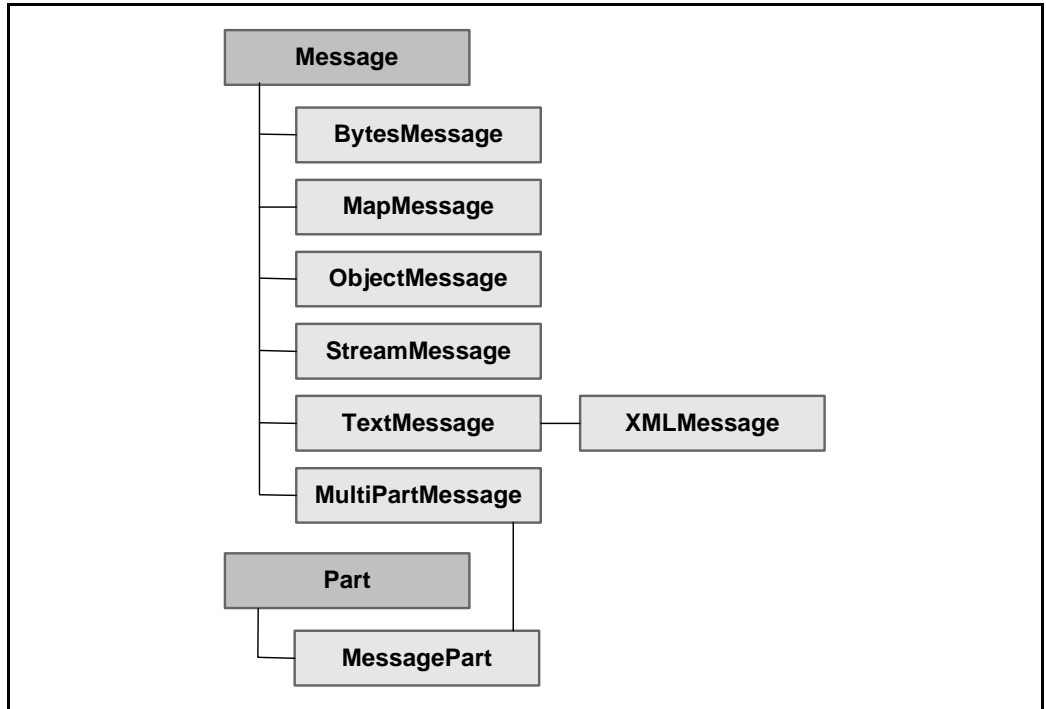 Message
BytesMessage
MapMessage
ObjectMessage
StreamMessage
TextMessage
XMLMessage
MultiPartMessage
Part
MessagePart